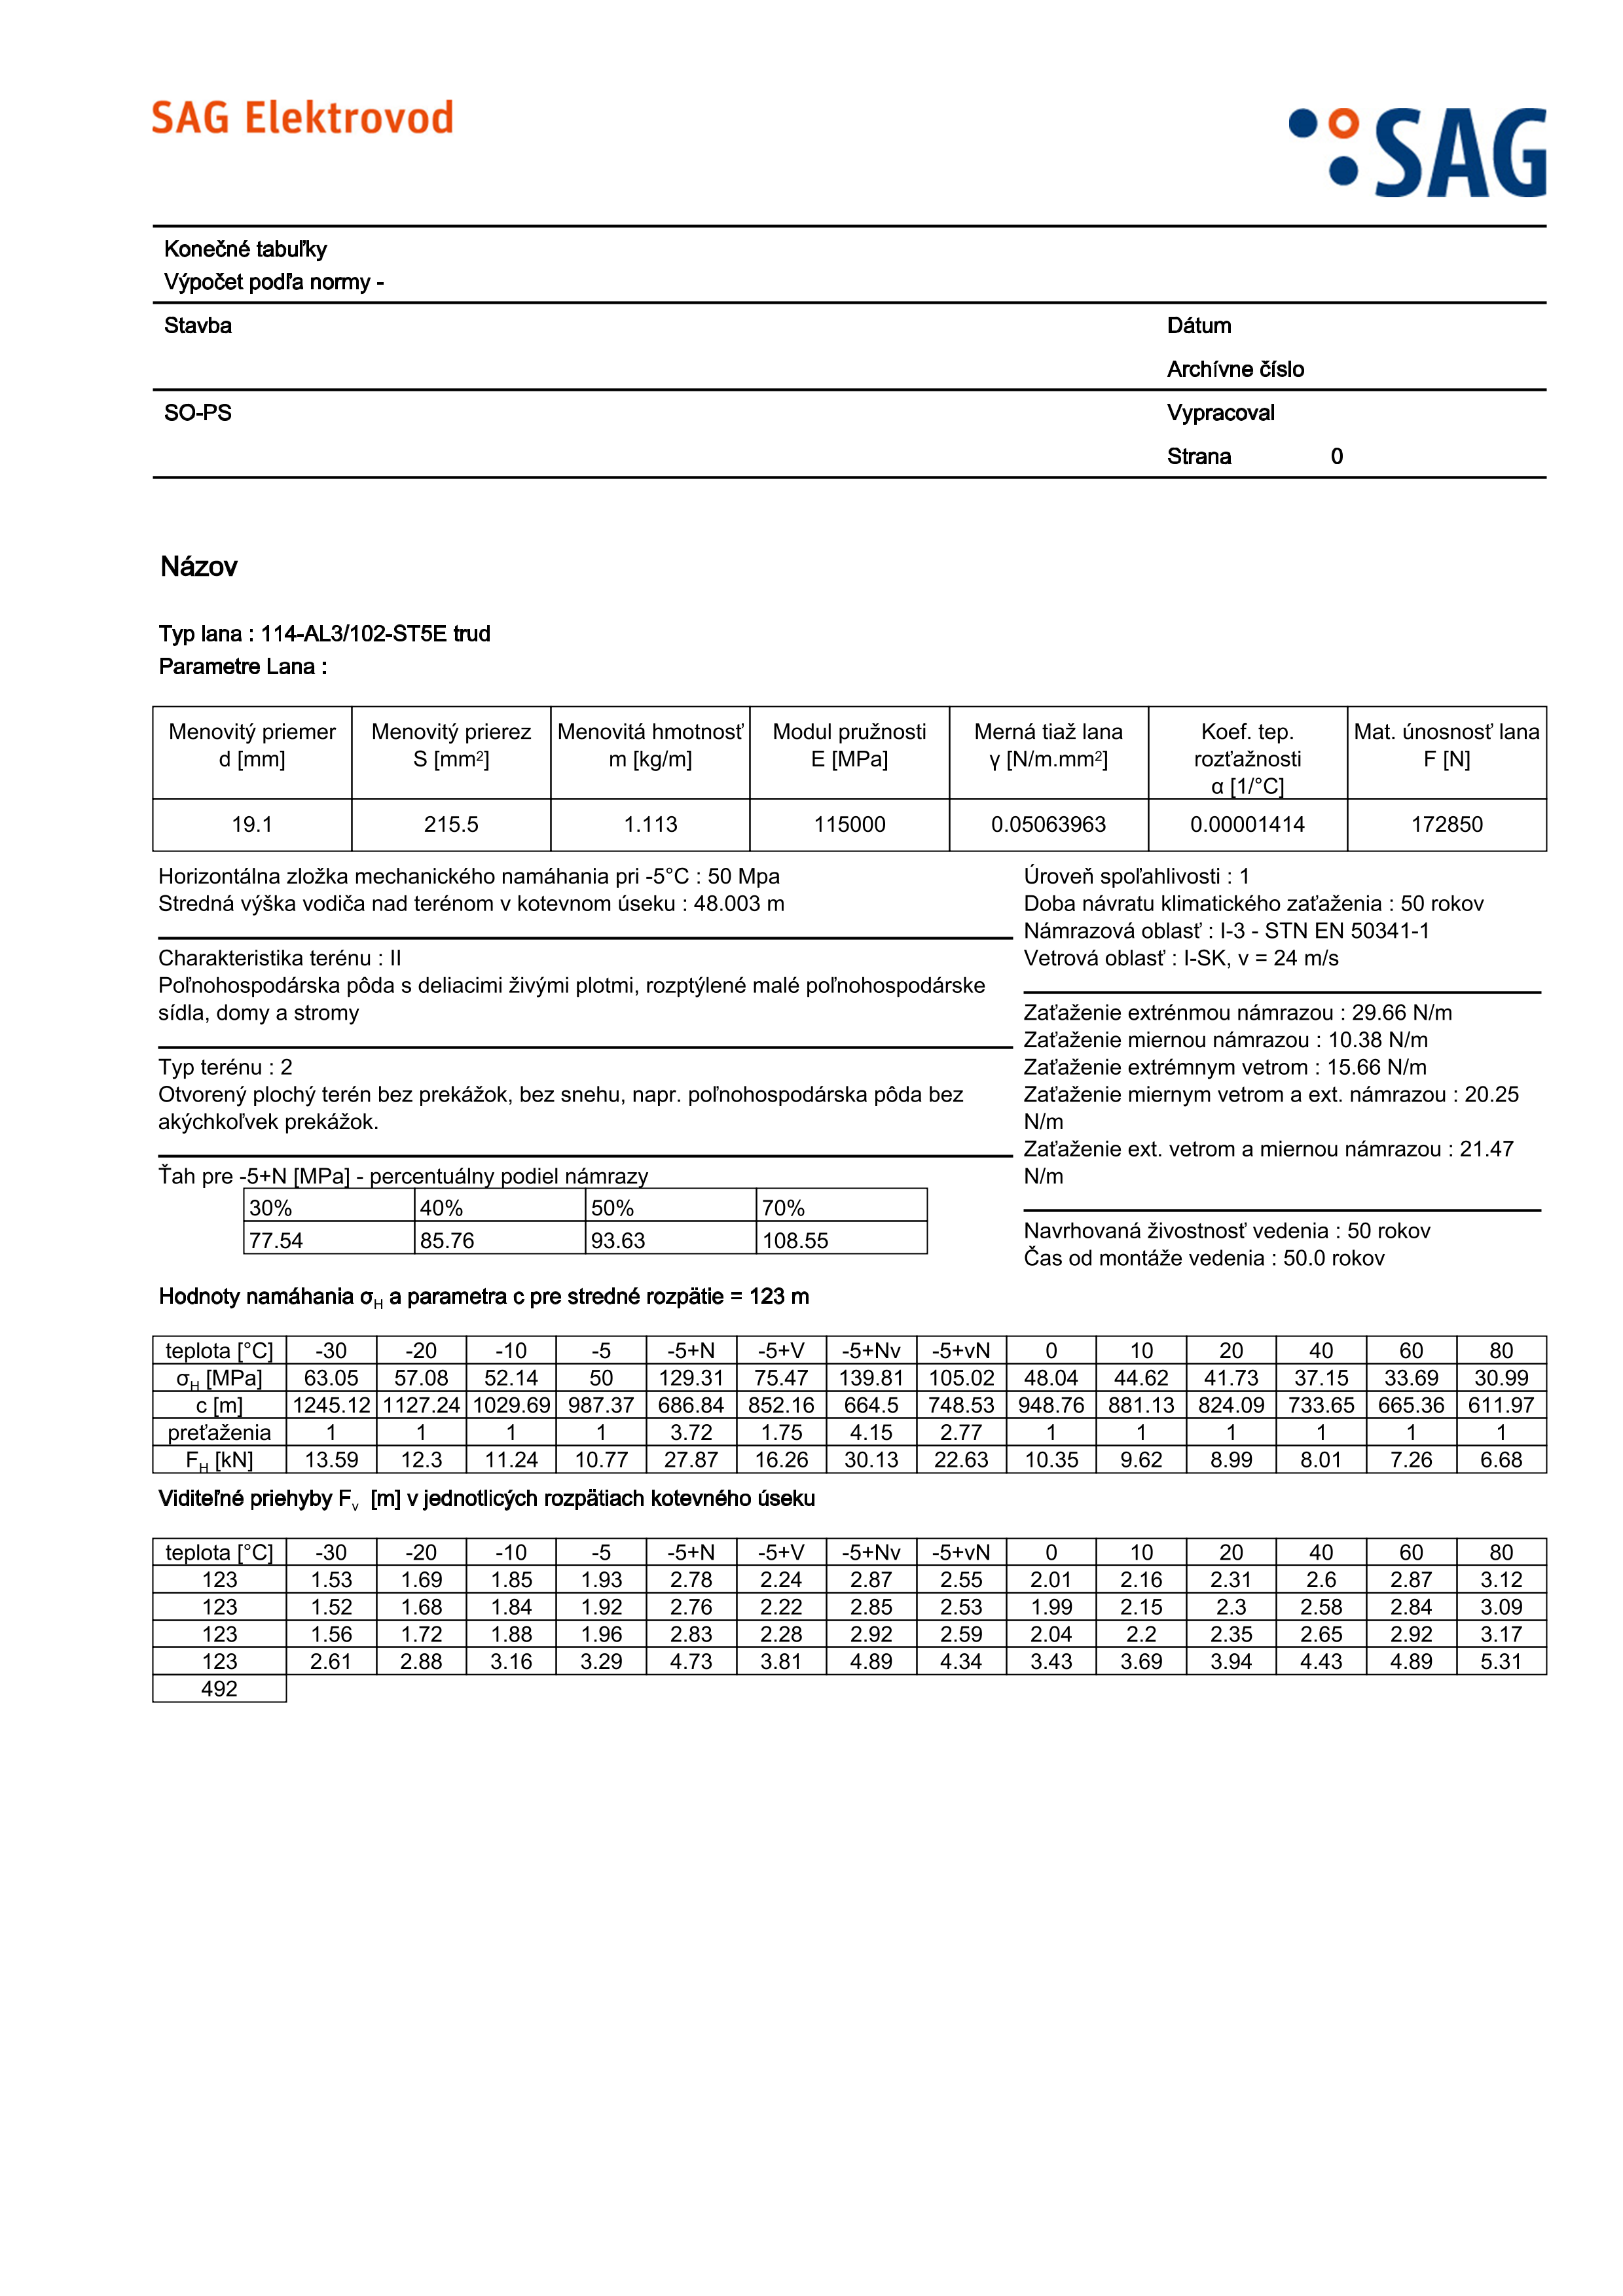 SAG Elektrovod
SAG
Konečné tabuľky
Výpočet podľa normy -
Stavba
Dátum
Archívne číslo
SO-PS
Vypracoval
Strana 0
Názov
Typ lana : 114-AL3/102-ST5E trud
Parametre Lana :
Menovitý priemer d [mm] Menovitý prierez S [mm²] Menovitá hmotnosť m [kg/m] Modul pružnosti E [MPa] Merná tiaž lana γ [N/m.mm²] Koef. tep. rozťažnosti α [1/°C] Mat. únosnosť lana F [N]
19.1 215.5 1.113 115000 0.05063963 0.00001414 172850
Horizontálna zložka mechanického namáhania pri -5°C : 50 Mpa
Stredná výška vodiča nad terénom v kotevnom úseku : 48.003 m
Charakteristika terénu : II
Poľnohospodárska pôda s deliacimi živými plotmi, rozptýlené malé poľnohospodárske
sídla, domy a stromy
Typ terénu : 2
Otvorený plochý terén bez prekážok, bez snehu, napr. poľnohospodárska pôda bez
akýchkoľvek prekážok.
Ťah pre -5+N [MPa] - percentuálny podiel námrazy
30% 40% 50% 70%
77.54 85.76 93.63 108.55
Úroveň spoľahlivosti : 1
Doba návratu klimatického zaťaženia : 50 rokov
Námrazová oblasť : I-3 - STN EN 50341-1
Vetrová oblasť : I-SK, v = 24 m/s
Zaťaženie extrénmou námrazou : 29.66 N/m
Zaťaženie miernou námrazou : 10.38 N/m
Zaťaženie extrémnym vetrom : 15.66 N/m
Zaťaženie miernym vetrom a ext. námrazou : 20.25
N/m
Zaťaženie ext. vetrom a miernou námrazou : 21.47
N/m
Navrhovaná živostnosť vedenia : 50 rokov
Čas od montáže vedenia : 50.0 rokov
Hodnoty namáhania σH a parametra c pre stredné rozpätie = 123 m
teplota [°C] -30 -20 -10 -5 -5+N -5+V -5+Nv -5+vN 0 10 20 40 60 80
σH [MPa] 63.05 57.08 52.14 50 129.31 75.47 139.81 105.02 48.04 44.62 41.73 37.15 33.69 30.99
c [m] 1245.12 1127.24 1029.69 987.37 686.84 852.16 664.5 748.53 948.76 881.13 824.09 733.65 665.36 611.97
preťaženia 1 1 1 1 3.72 1.75 4.15 2.77 1 1 1 1 1 1
FH [kN] 13.59 12.3 11.24 10.77 27.87 16.26 30.13 22.63 10.35 9.62 8.99 8.01 7.26 6.68
Viditeľné priehyby Fv [m] v jednotlicých rozpätiach kotevného úseku
teplota [°C] -30 -20 -10 -5 -5+N -5+V -5+Nv -5+vN 0 10 20 40 60 80
123 1.53 1.69 1.85 1.93 2.78 2.24 2.87 2.55 2.01 2.16 2.31 2.6 2.87 3.12
123 1.52 1.68 1.84 1.92 2.76 2.22 2.85 2.53 1.99 2.15 2.3 2.58 2.84 3.09
123 1.56 1.72 1.88 1.96 2.83 2.28 2.92 2.59 2.04 2.2 2.35 2.65 2.92 3.17
123 2.61 2.88 3.16 3.29 4.73 3.81 4.89 4.34 3.43 3.69 3.94 4.43 4.89 5.31
492